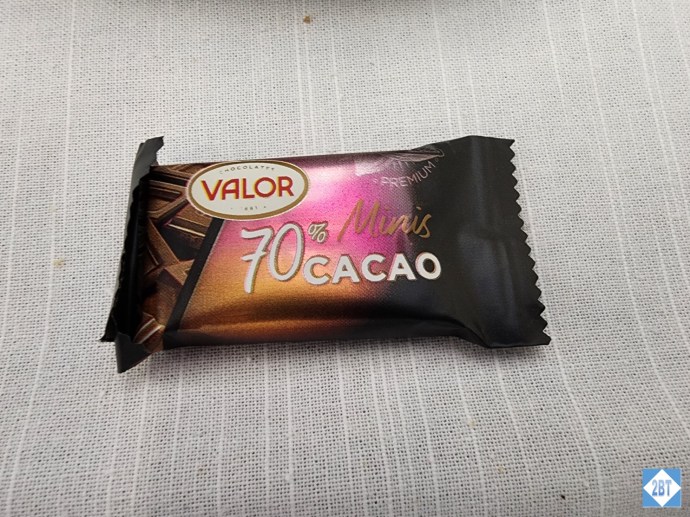 CHOCOLATES
VALOR
1881
PREMIUM
Minis
70%
CACAO
2BT